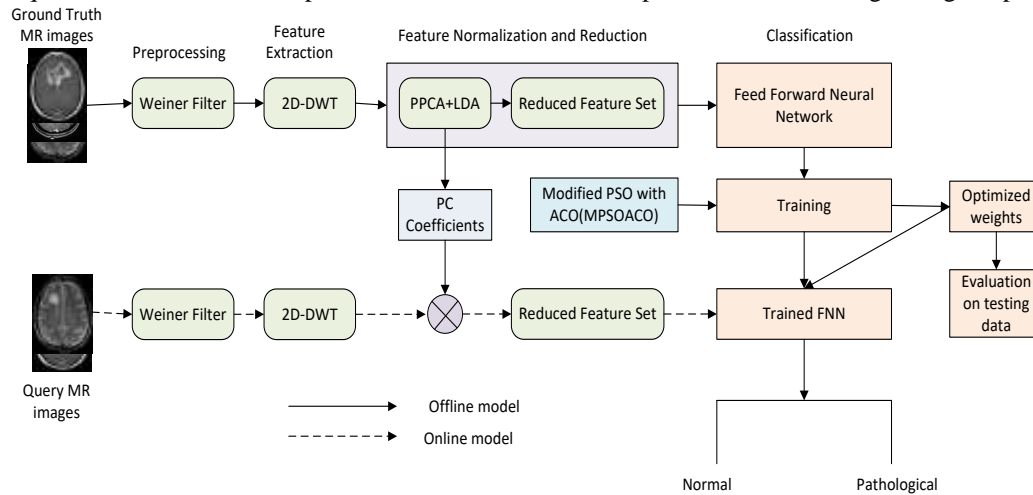 Ground Truth
MR images
Preprocessing
Feature
Extraction
Feature Normalization and Reduction
Classification
Weiner Filter
2D-DWT
PPCA+LDA
Reduced Feature Set
Feed Forward Neural
Network
PC
Coefficients
Modified PSO with
ACO(MPSOACO)
Training
Optimized
weights
Weiner Filter
2D-DWT
Reduced Feature Set
Trained FNN
Evaluation
on testing
data
Query MR
images
Offline model
Online model
Normal
Pathological